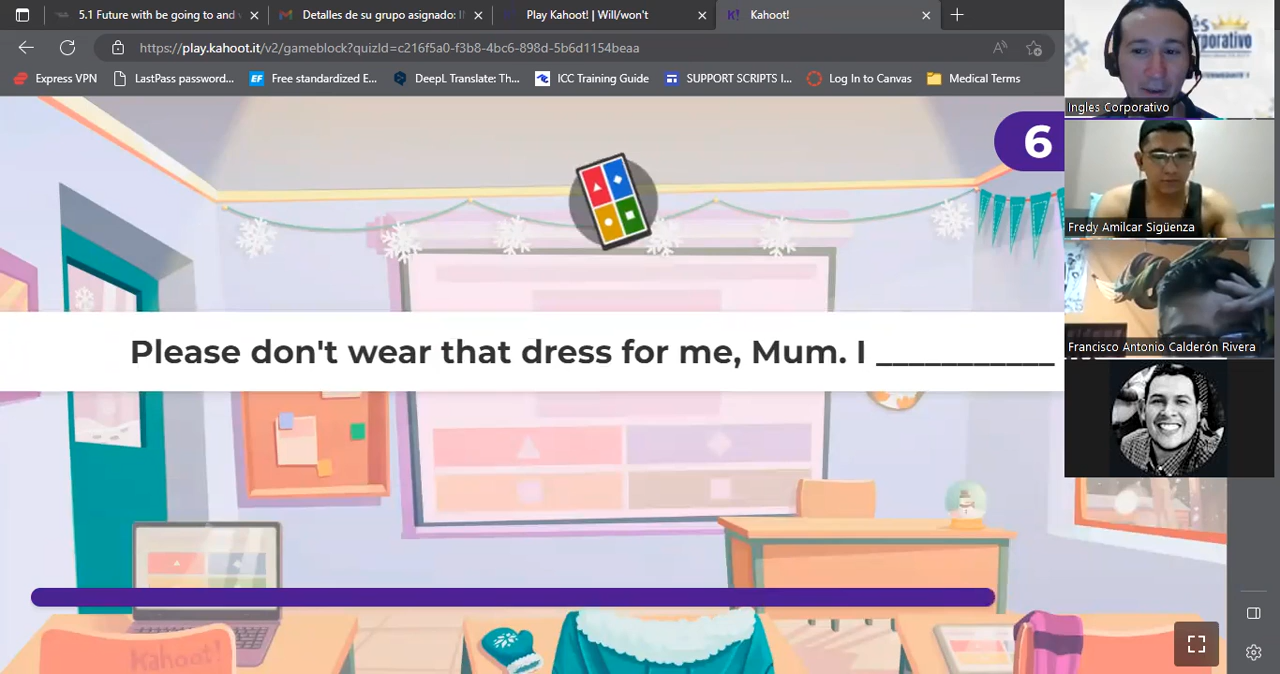 5.1 Future with be going to and
Detalles de su grupo asignado: I
Play Kahoot! | Will/won't
K! Kahoot!
https://play.kahoot.it/v2/gameblock?quizId=c216f5a0-f3b8-4bc6-898d-5b6d1154beaa
Express VPN
LastPass password...
EF Free standardized E...
DeepL Translate: Th...
ICC Training Guide
SUPPORT SCRIPTS I...
Log In to Canvas
Medical Terms
6
Please don't wear that dress for me, Mum. I ___________
Kahoot!
és
rporativo
Ingles Corporativo
Fredy Amilcar Sigüenza
Francisco Antonio Calderón Rivera